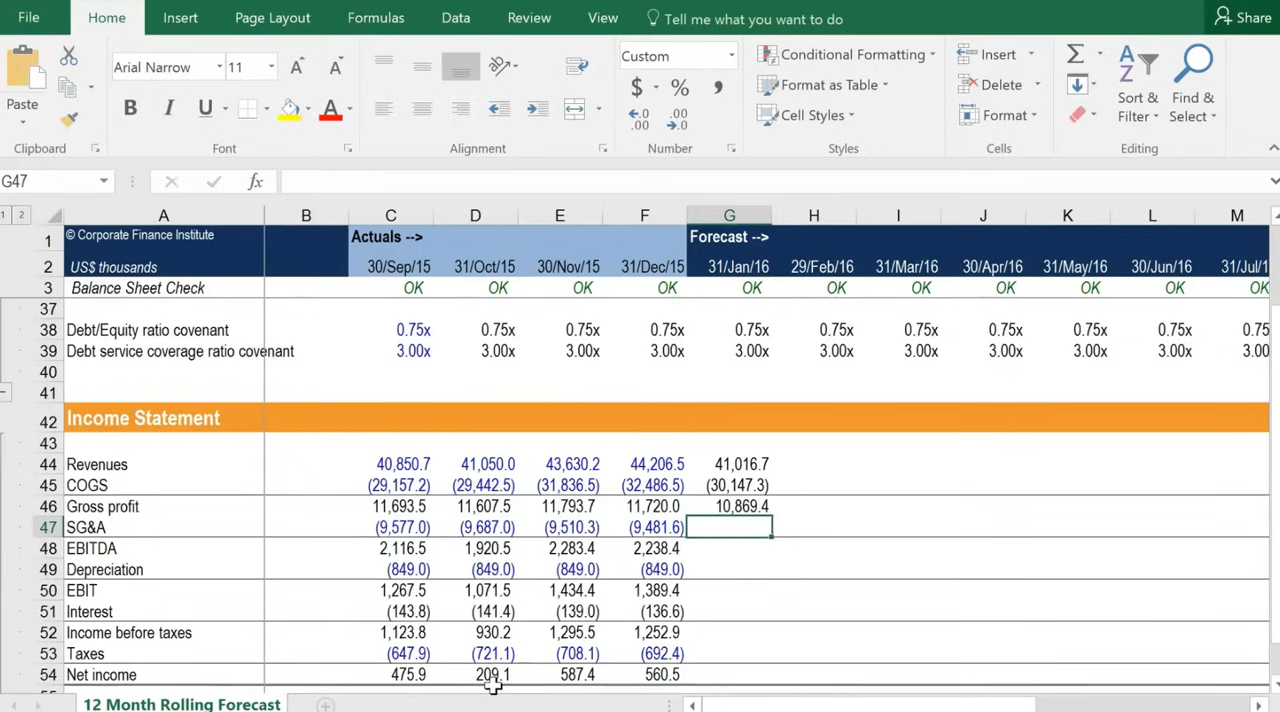 File Home Insert Page Layout Formulas Data Review View Tell me what you want to do Share
Arial Narrow 11 Custom Conditional Formatting Insert
Paste B I U $ % Format as Table Delete Sort & Find &
Cell Styles Format Filter Select
Clipboard Font Alignment Number Styles Cells Editing
G47 fx
1 2 A B C D E F G H I J K L M
1 © Corporate Finance Institute Actuals --> Forecast -->
2 US$ thousands 30/Sep/15 31/Oct/15 30/Nov/15 31/Dec/15 31/Jan/16 29/Feb/16 31/Mar/16 30/Apr/16 31/May/16 30/Jun/16 31/Jul/1
3 Balance Sheet Check OK OK OK OK OK OK OK OK OK OK OK
37
38 Debt/Equity ratio covenant 0.75x 0.75x 0.75x 0.75x 0.75x 0.75x 0.75x 0.75x 0.75x 0.75x 0.75
39 Debt service coverage ratio covenant 3.00x 3.00x 3.00x 3.00x 3.00x 3.00x 3.00x 3.00x 3.00x 3.00x 3.00
40
41
42 Income Statement
43
44 Revenues 40,850.7 41,050.0 43,630.2 44,206.5 41,016.7
45 COGS (29,157.2) (29,442.5) (31,836.5) (32,486.5) (30,147.3)
46 Gross profit 11,693.5 11,607.5 11,793.7 11,720.0 10,869.4
47 SG&A (9,577.0) (9,687.0) (9,510.3) (9,481.6)
48 EBITDA 2,116.5 1,920.5 2,283.4 2,238.4
49 Depreciation (849.0) (849.0) (849.0) (849.0)
50 EBIT 1,267.5 1,071.5 1,434.4 1,389.4
51 Interest (143.8) (141.4) (139.0) (136.6)
52 Income before taxes 1,123.8 930.2 1,295.5 1,252.9
53 Taxes (647.9) (721.1) (708.1) (692.4)
54 Net income 475.9 209.1 587.4 560.5
12 Month Rolling Forecast